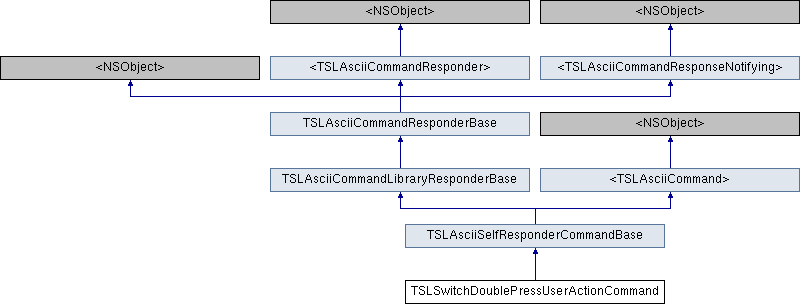 <NSObject>
<NSObject>
<NSObject>
<TSLAsciiCommandResponder>
<TSLAsciiCommandResponseNotifying>
TSLAsciiCommandResponderBase
<NSObject>
TSLAsciiCommandLibraryResponderBase
<TSLAsciiCommand>
TSLAsciiSelfResponderCommandBase
TSLSwitchDoublePressUserActionCommand